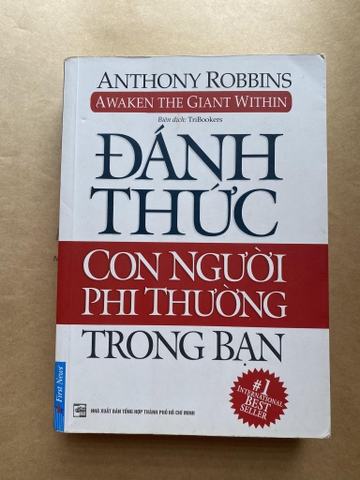 ANTHONY ROBBINS
AWAKEN THE GIANT WITHIN
Biên dịch: TriBookers
ĐÁNH
THỨC
CON NGƯỜI
PHI THƯỜNG
TRONG BẠN
#1
INTERNATIONAL
BEST
SELLER
First News
NHÀ XUẤT BẢN TỔNG HỢP THÀNH PHỐ HỒ CHÍ MINH